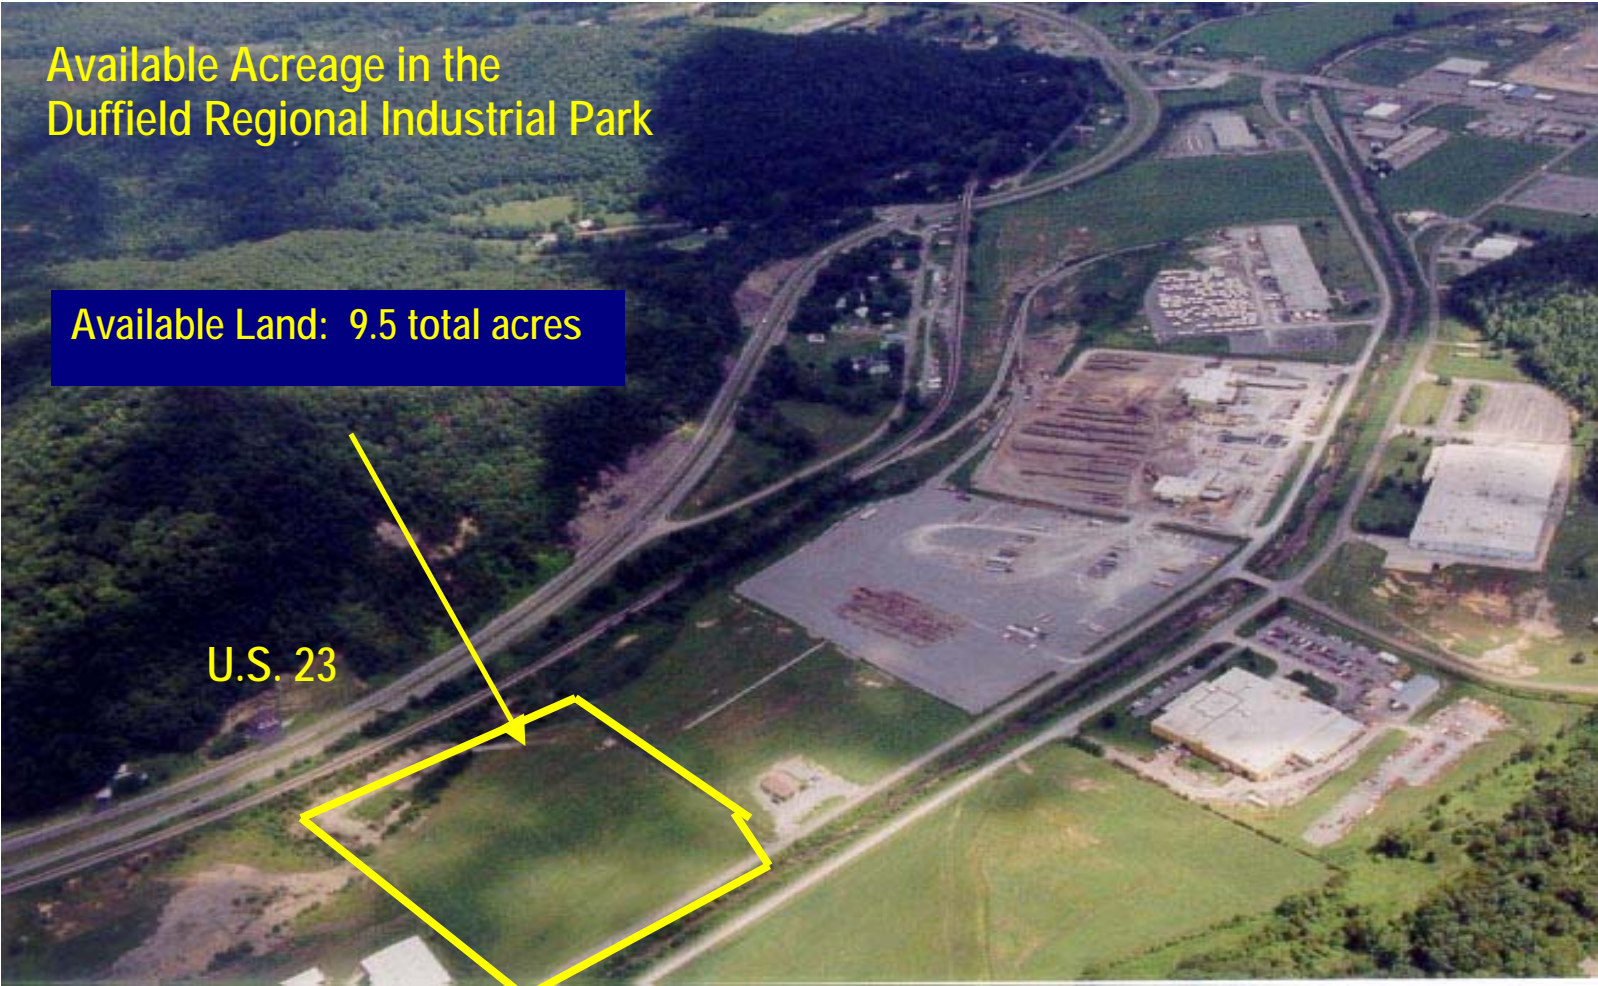 Available Acreage in the
Duffield Regional Industrial Park
Available Land: 9.5 total acres
U.S. 23